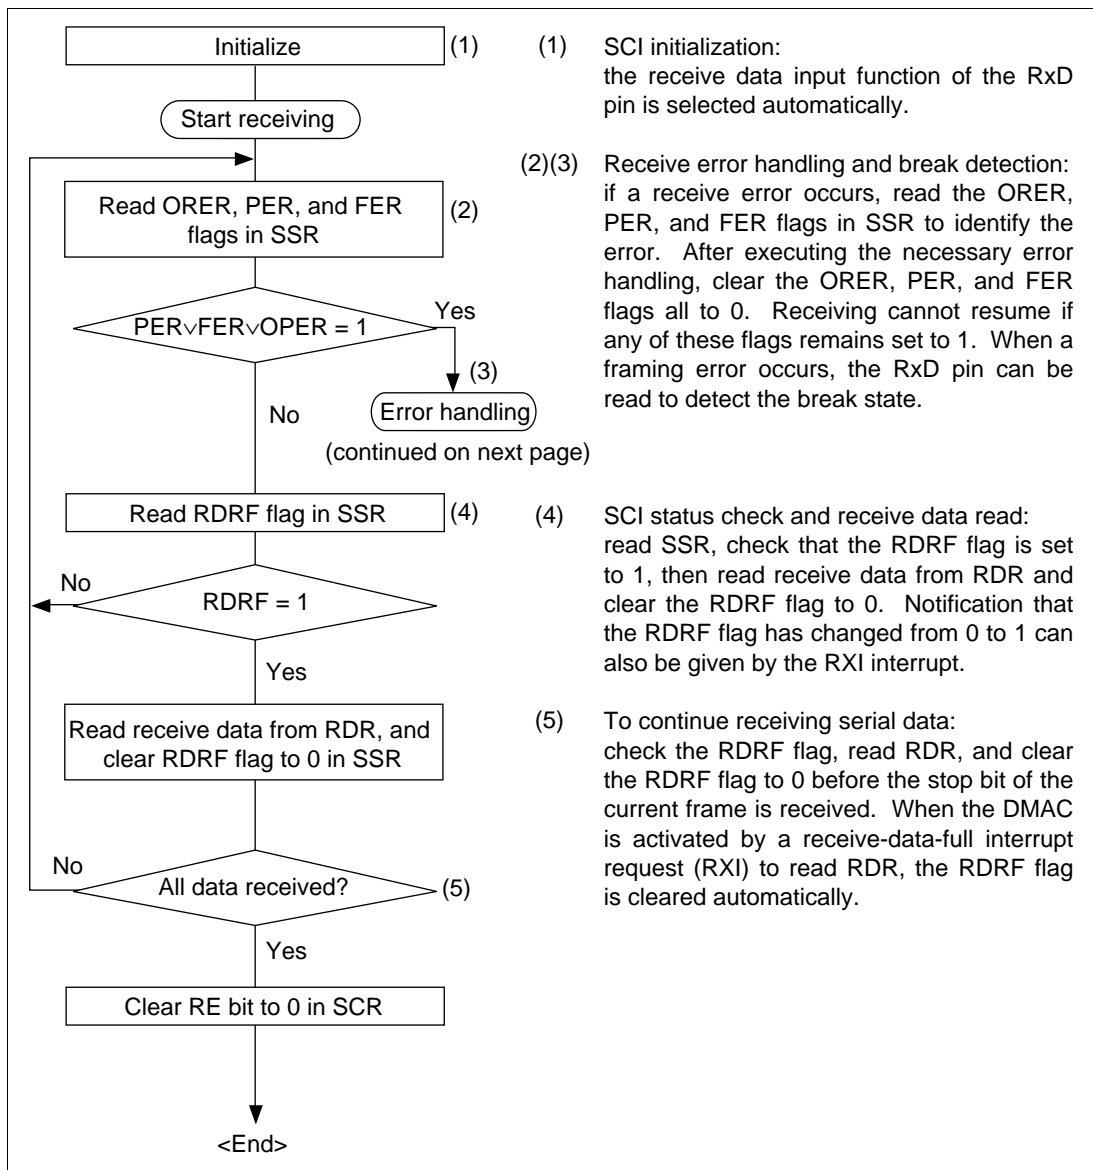 Initialize
(1)
Start receiving
Read ORER, PER, and FER
flags in SSR
(2)
PER∨FER∨OPER = 1
Yes
(3)
Error handling
No
(continued on next page)
Read RDRF flag in SSR
(4)
No
RDRF = 1
Yes
Read receive data from RDR, and
clear RDRF flag to 0 in SSR
No
All data received?
(5)
Yes
Clear RE bit to 0 in SCR
<End>
(1) SCI initialization:
the receive data input function of the RxD
pin is selected automatically.
(2)(3) Receive error handling and break detection:
if a receive error occurs, read the ORER,
PER, and FER flags in SSR to identify the
error. After executing the necessary error
handling, clear the ORER, PER, and FER
flags all to 0. Receiving cannot resume if
any of these flags remains set to 1. When a
framing error occurs, the RxD pin can be
read to detect the break state.
(4) SCI status check and receive data read:
read SSR, check that the RDRF flag is set
to 1, then read receive data from RDR and
clear the RDRF flag to 0. Notification that
the RDRF flag has changed from 0 to 1 can
also be given by the RXI interrupt.
(5) To continue receiving serial data:
check the RDRF flag, read RDR, and clear
the RDRF flag to 0 before the stop bit of the
current frame is received. When the DMAC
is activated by a receive-data-full interrupt
request (RXI) to read RDR, the RDRF flag
is cleared automatically.